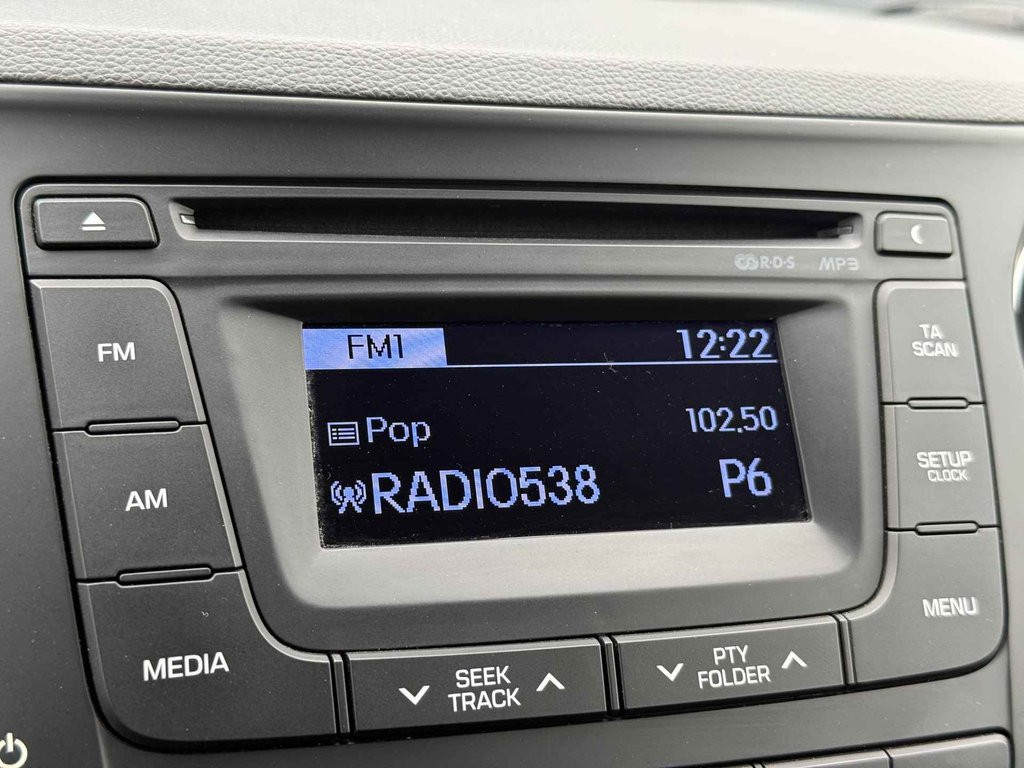 R·D·S MP3
FM
AM
MEDIA
FM1 12:22
Pop 102.50
RADIO538 P6
TA
SCAN
SETUP
CLOCK
MENU
SEEK
TRACK
PTY
FOLDER